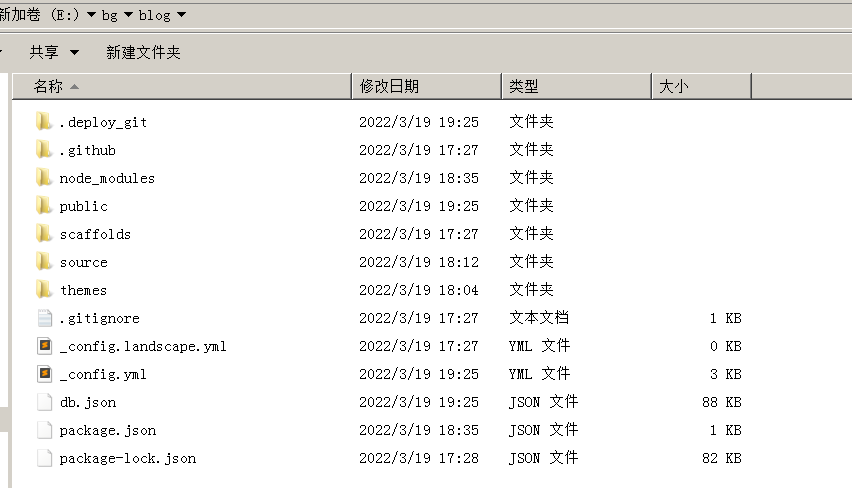 新加卷 (E:) bg blog
共享 新建文件夹
名称 修改日期 类型 大小
.deploy_git 2022/3/19 19:25 文件夹
.github 2022/3/19 17:27 文件夹
node_modules 2022/3/19 18:35 文件夹
public 2022/3/19 19:25 文件夹
scaffolds 2022/3/19 17:27 文件夹
source 2022/3/19 18:12 文件夹
themes 2022/3/19 18:04 文件夹
.gitignore 2022/3/19 17:27 文本文档 1 KB
_config.landscape.yml 2022/3/19 17:27 YML 文件 0 KB
_config.yml 2022/3/19 19:25 YML 文件 3 KB
db.json 2022/3/19 19:25 JSON 文件 88 KB
package.json 2022/3/19 18:35 JSON 文件 1 KB
package-lock.json 2022/3/19 17:28 JSON 文件 82 KB